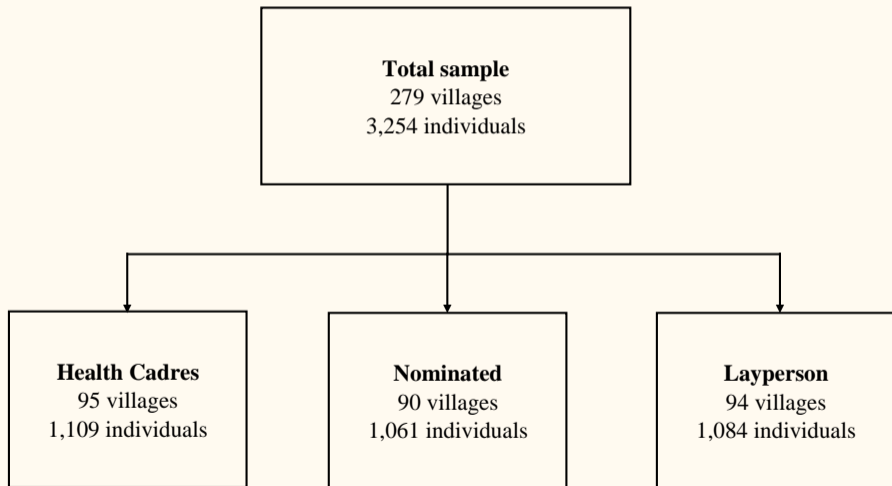 Total sample
279 villages
3,254 individuals
Health Cadres
95 villages
1,109 individuals
Nominated
90 villages
1,061 individuals
Layperson
94 villages
1,084 individuals